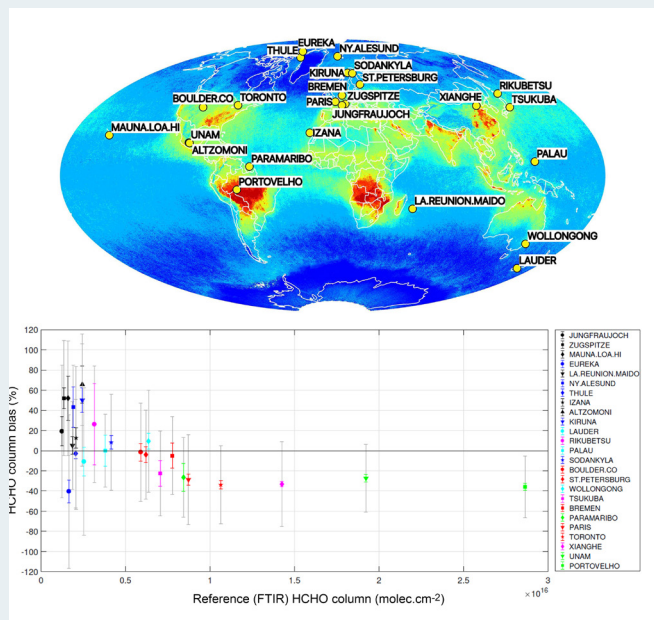 EUREKA
THULE
NY.ALESUND
SODANKYLA
KIRUNA
ST.PETERSBURG
BREMEN
ZUGSPITZE
PARIS
JUNGFRAUJOCH
BOULDER.CO
TORONTO
XIANGHE
RIKUBETSU
TSUKUBA
MAUNA.LOA.HI
UNAM
ALTZOMONI
IZANA
PARAMARIBO
PALAU
PORTOVELHO
LA.REUNION.MAIDO
WOLLONGONG
LAUDER
HCHO column bias (%)
120
100
80
60
40
20
0
-20
-40
-60
-80
-100
-120
0
0.5
1
1.5
2
2.5
3
×10¹⁶
Reference (FTIR) HCHO column (molec.cm-2)
JUNGFRAUJOCH
ZUGSPITZE
MAUNA.LOA.HI
EUREKA
LA.REUNION.MAIDO
NY.ALESUND
THULE
IZANA
ALTZOMONI
KIRUNA
LAUDER
RIKUBETSU
PALAU
SODANKYLA
BOULDER.CO
ST.PETERSBURG
WOLLONGONG
TSUKUBA
BREMEN
PARAMARIBO
PARIS
TORONTO
XIANGHE
UNAM
PORTOVELHO